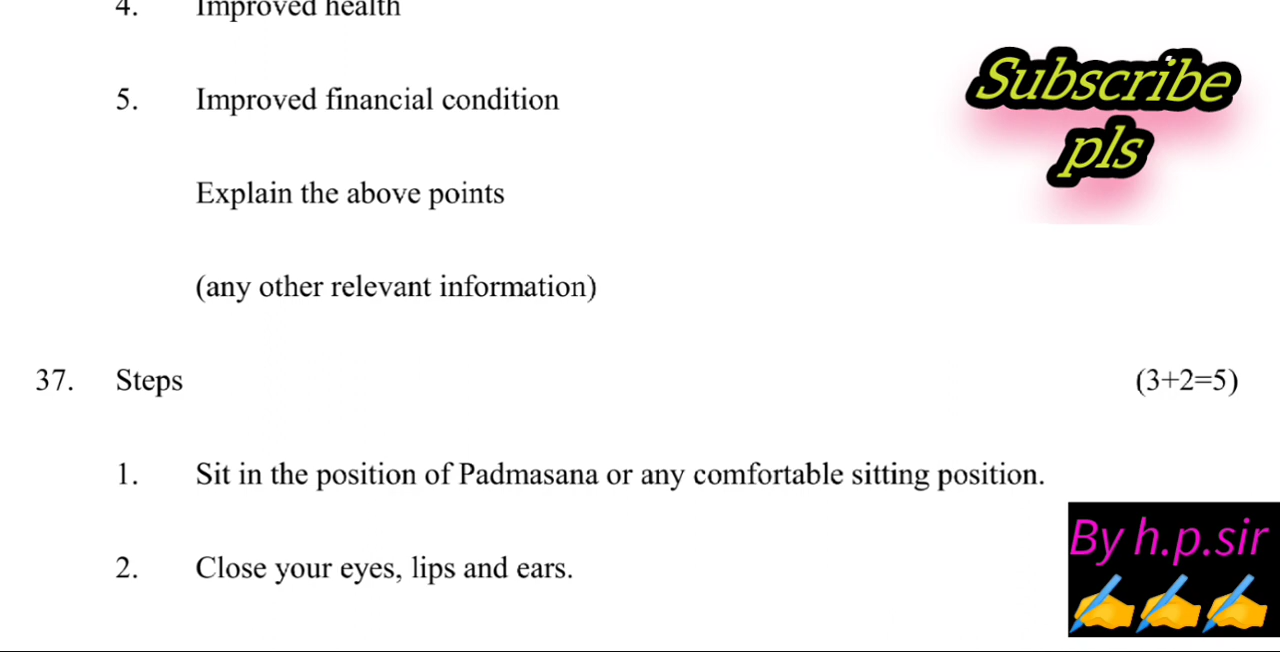 4. Improved health
5. Improved financial condition
Explain the above points
(any other relevant information)
37. Steps (3+2=5)
1. Sit in the position of Padmasana or any comfortable sitting position.
2. Close your eyes, lips and ears.
Subscribe
pls
By h.p.sir
✍✍✍